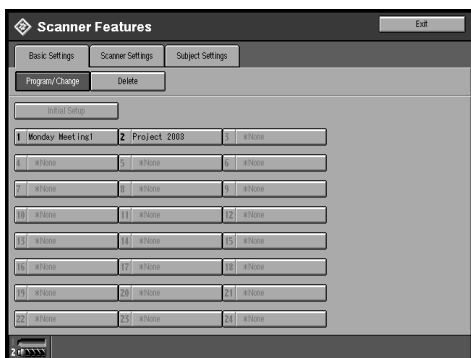 Scanner Features Exit
Basic Settings Scanner Settings Subject Settings
Program/Change Delete
Initial Setup
1 Monday Meeting1 2 Project 2003 3 *None
4 *None 5 *None 6 *None
7 *None 8 *None 9 *None
10 *None 11 *None 12 *None
13 *None 14 *None 15 *None
16 *None 17 *None 18 *None
19 *None 20 *None 21 *None
22 *None 23 *None 24 *None
2